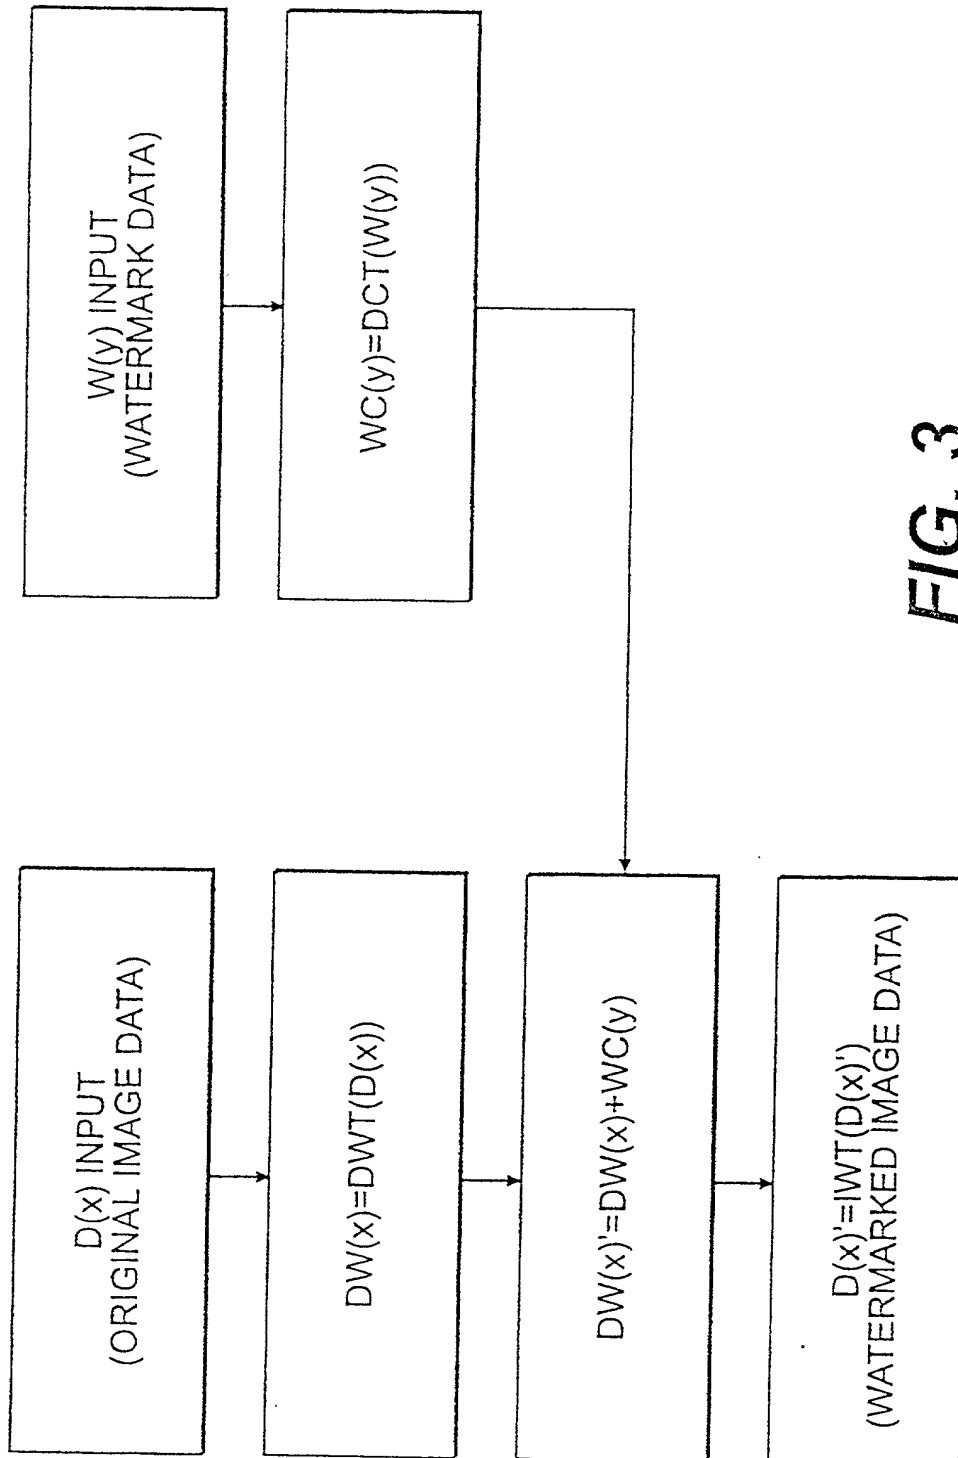 D(x) INPUT
(ORIGINAL IMAGE DATA)
DW(x)=DWT(D(x))
DW(x)'=DW(x)+WC(y)
D(x)'=IWT(D(x)')
(WATERMARKED IMAGE DATA)
W(y) INPUT
(WATERMARK DATA)
WC(y)=DCT(W(y))
FIG. 3